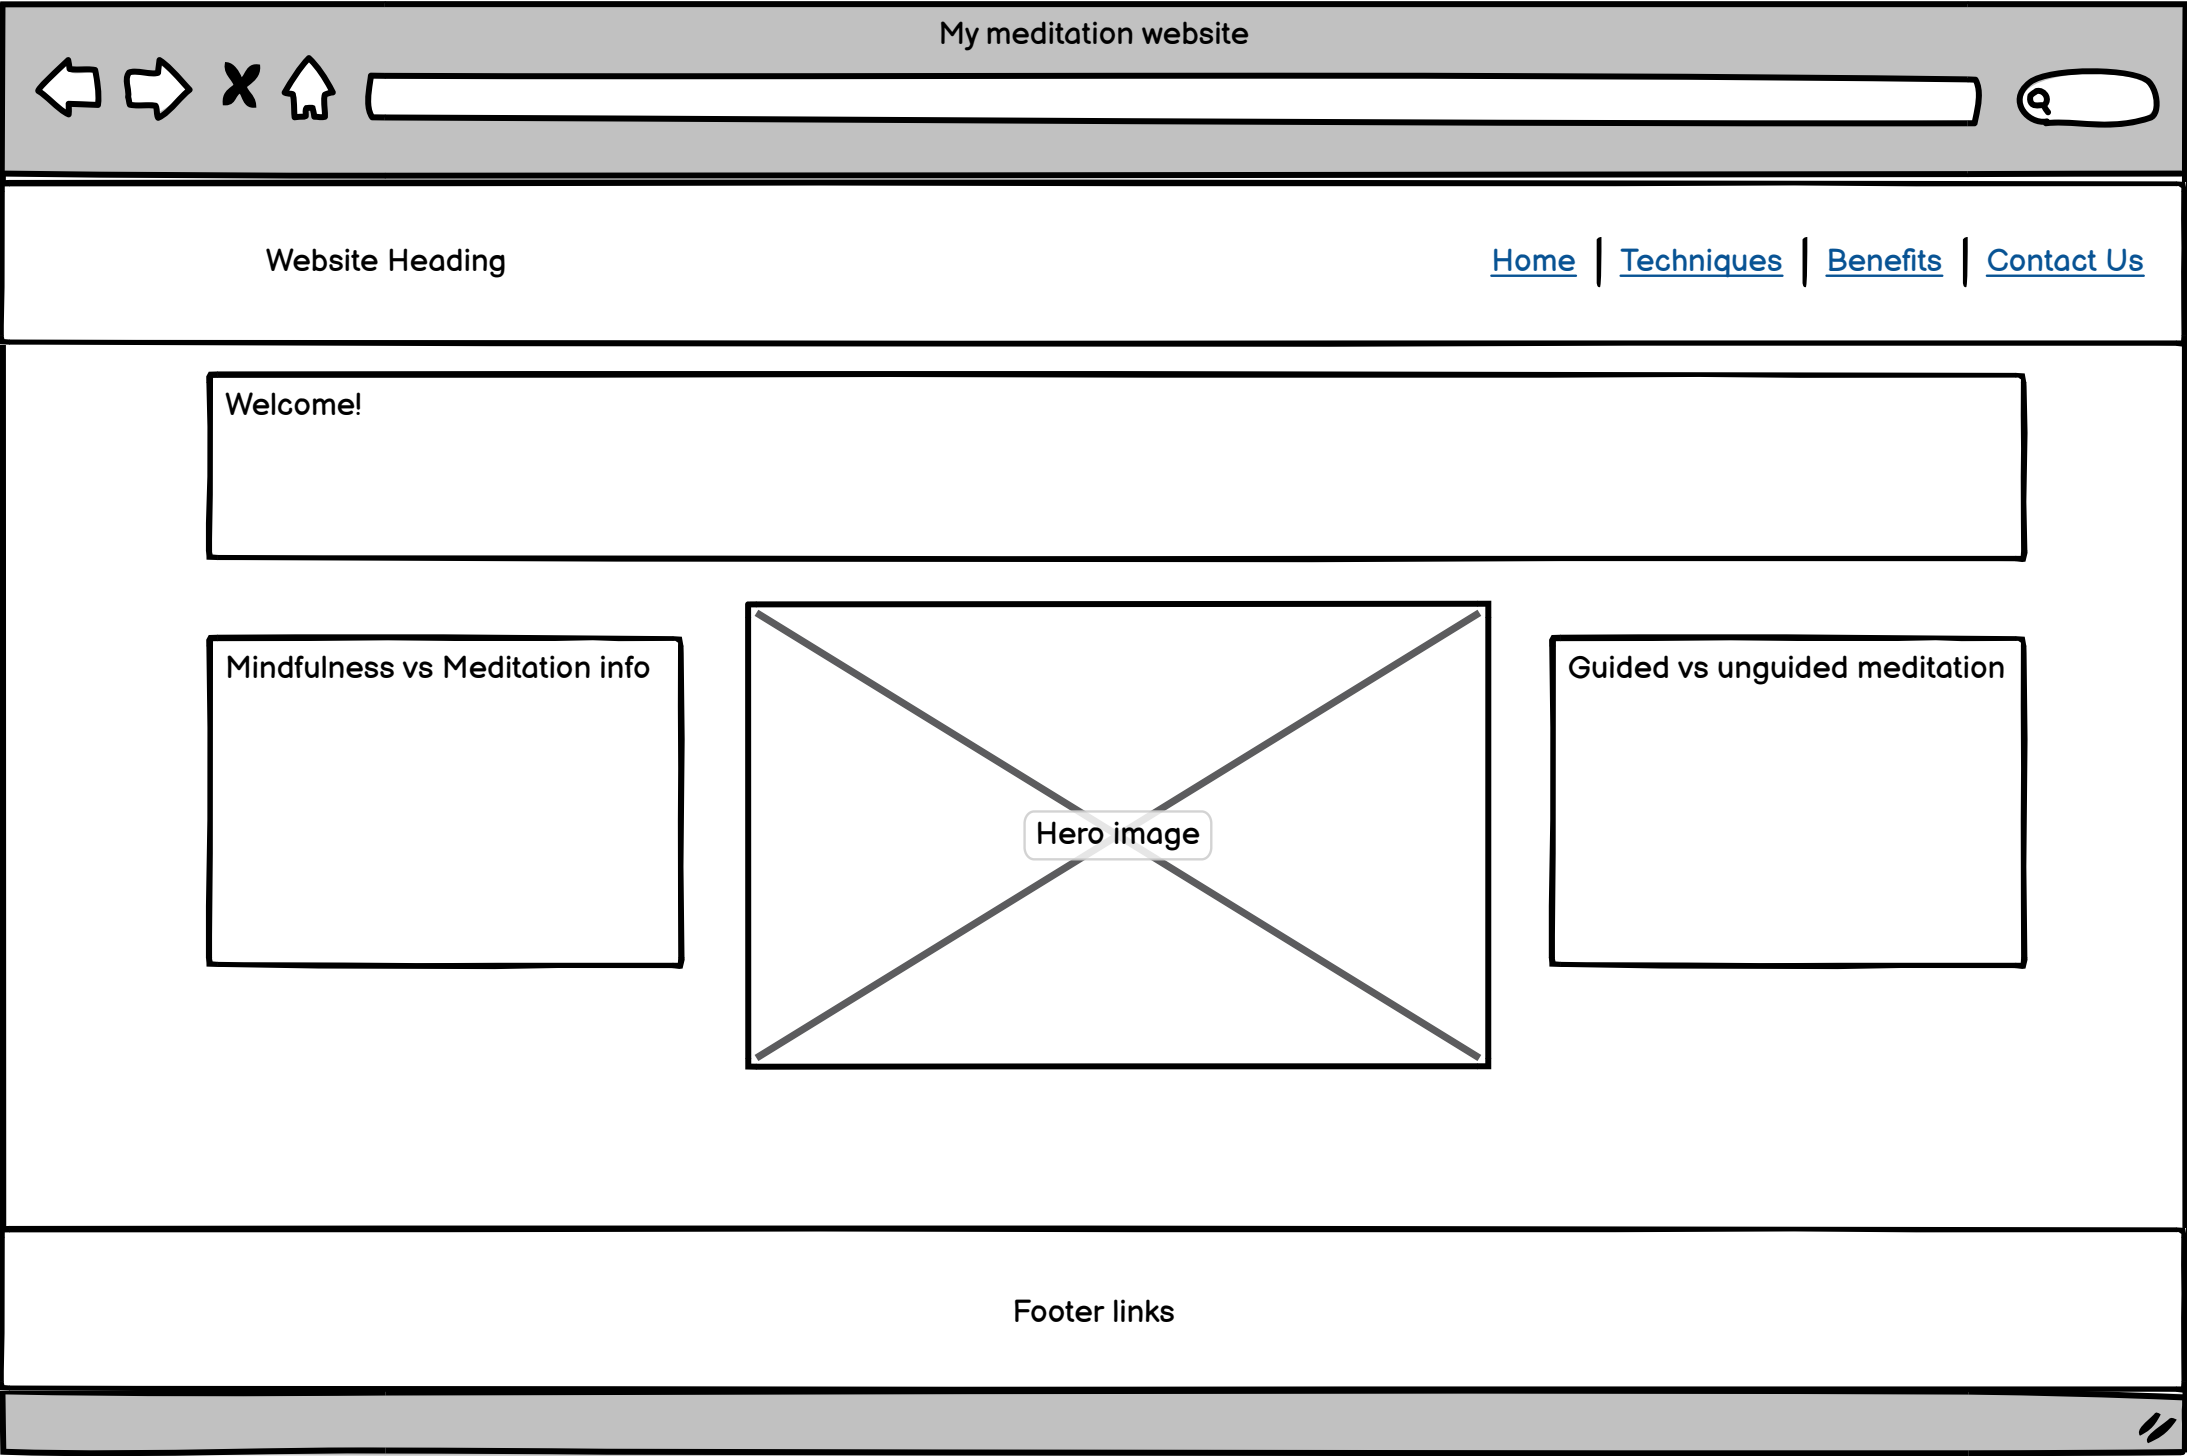 My meditation website
Website Heading
Home
Techniques
Benefits
Contact Us
Welcome!
Mindfulness vs Meditation info
Hero image
Guided vs unguided meditation
Footer links